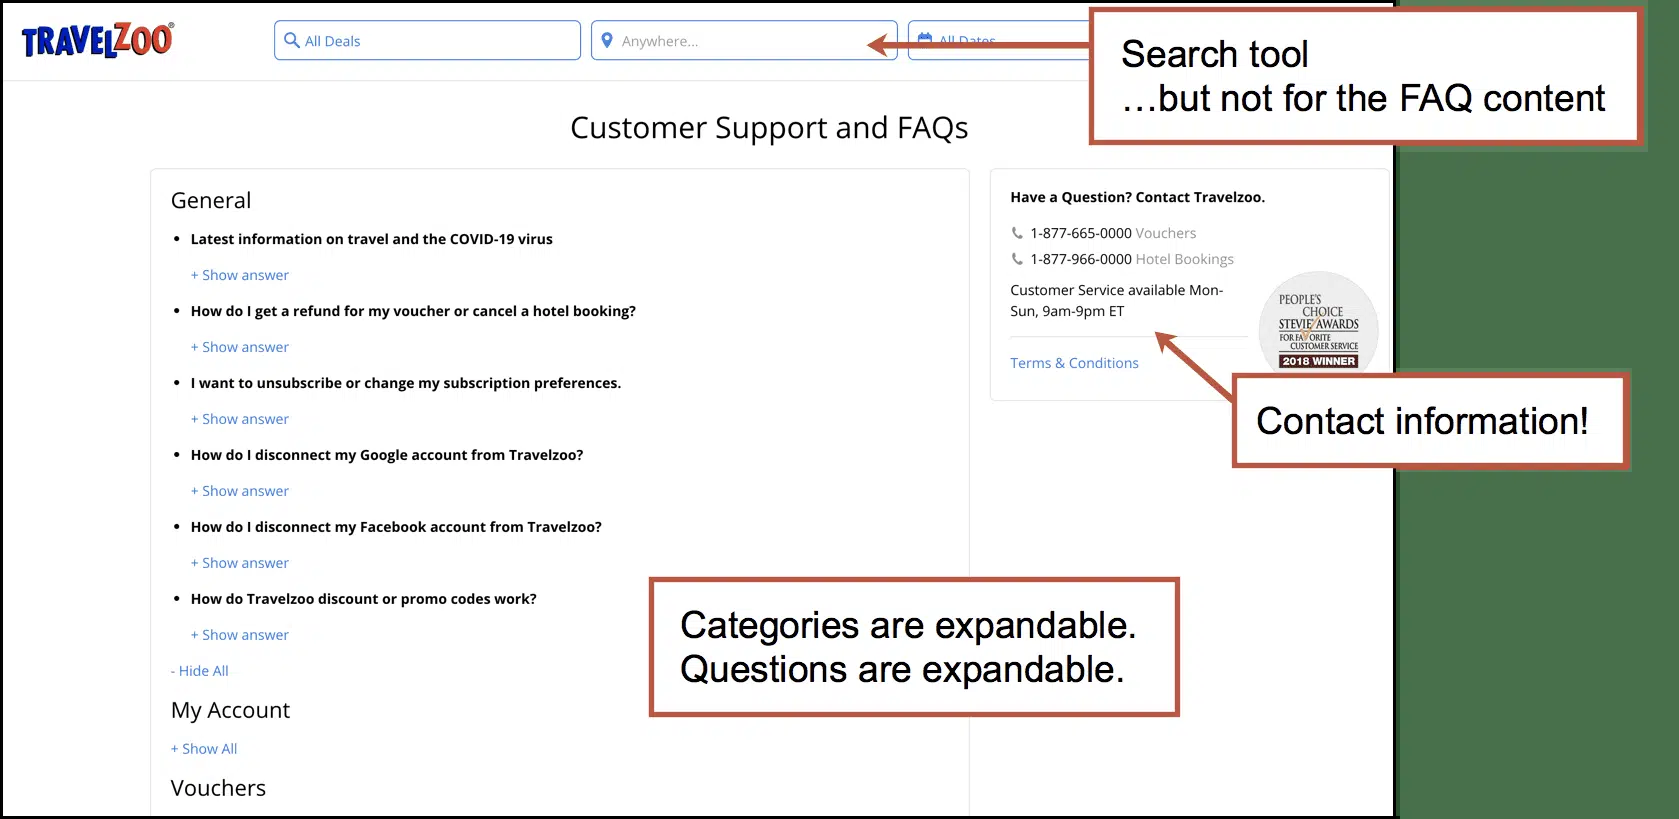 TRAVELZOO®
All Deals
Anywhere...
All Dates
Search tool
...but not for the FAQ content
Customer Support and FAQs
General
• Latest information on travel and the COVID-19 virus
+ Show answer
• How do I get a refund for my voucher or cancel a hotel booking?
+ Show answer
• I want to unsubscribe or change my subscription preferences.
+ Show answer
• How do I disconnect my Google account from Travelzoo?
+ Show answer
• How do I disconnect my Facebook account from Travelzoo?
+ Show answer
• How do Travelzoo discount or promo codes work?
+ Show answer
- Hide All
My Account
+ Show All
Vouchers
Have a Question? Contact Travelzoo.
1-877-665-0000 Vouchers
1-877-966-0000 Hotel Bookings
Customer Service available Mon-
Sun, 9am-9pm ET
Terms & Conditions
PEOPLE'S
CHOICE
STEVIE AWARDS
FOR FAVORITE
CUSTOMER SERVICE
2018 WINNER
Contact information!
Categories are expandable.
Questions are expandable.